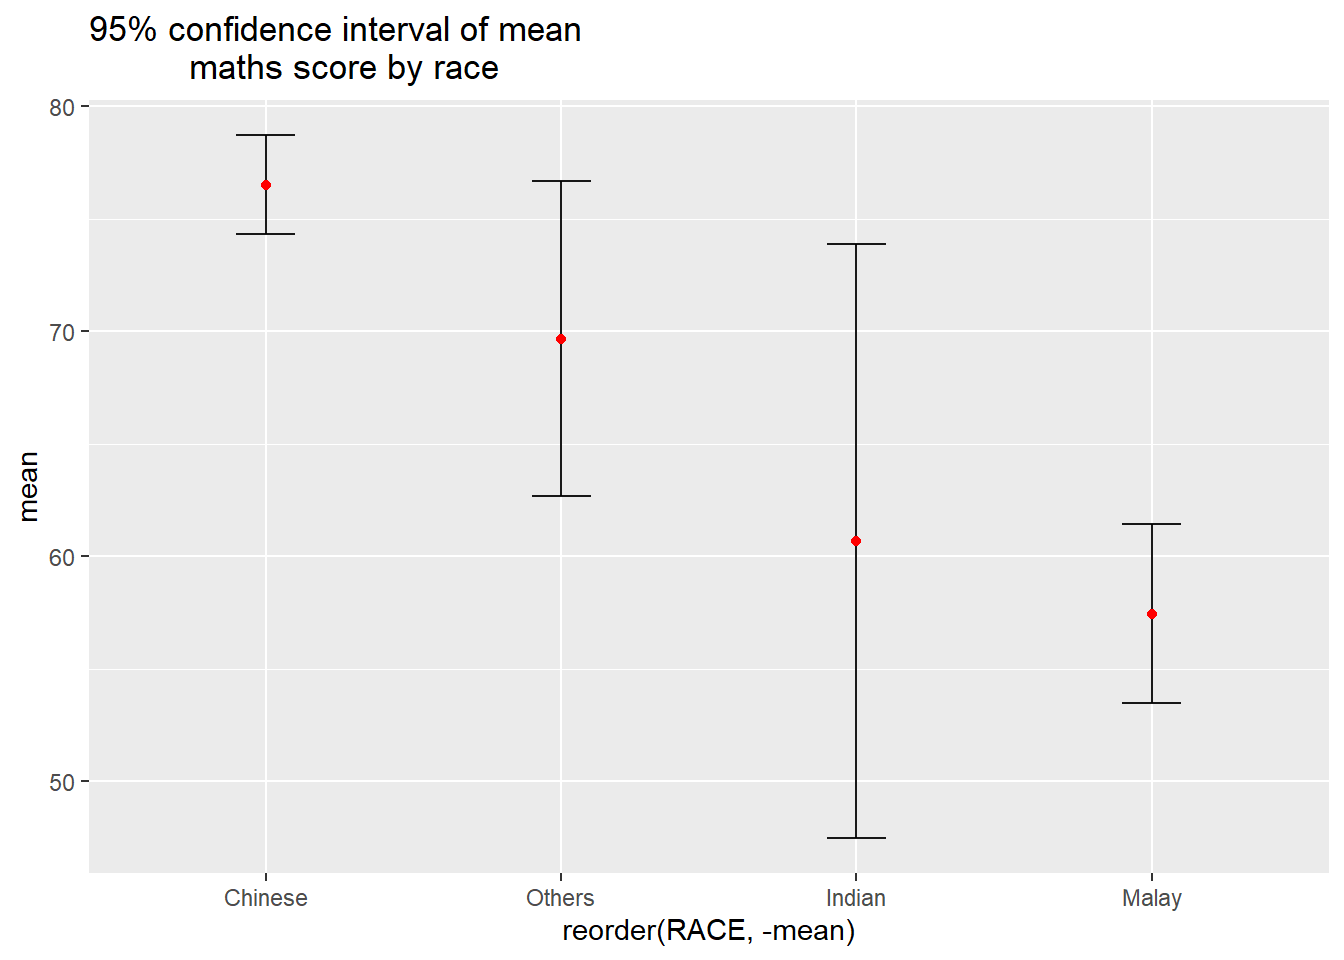 95% confidence interval of mean
maths score by race
80
70
60
50
mean
Chinese Others Indian Malay
reorder(RACE, -mean)